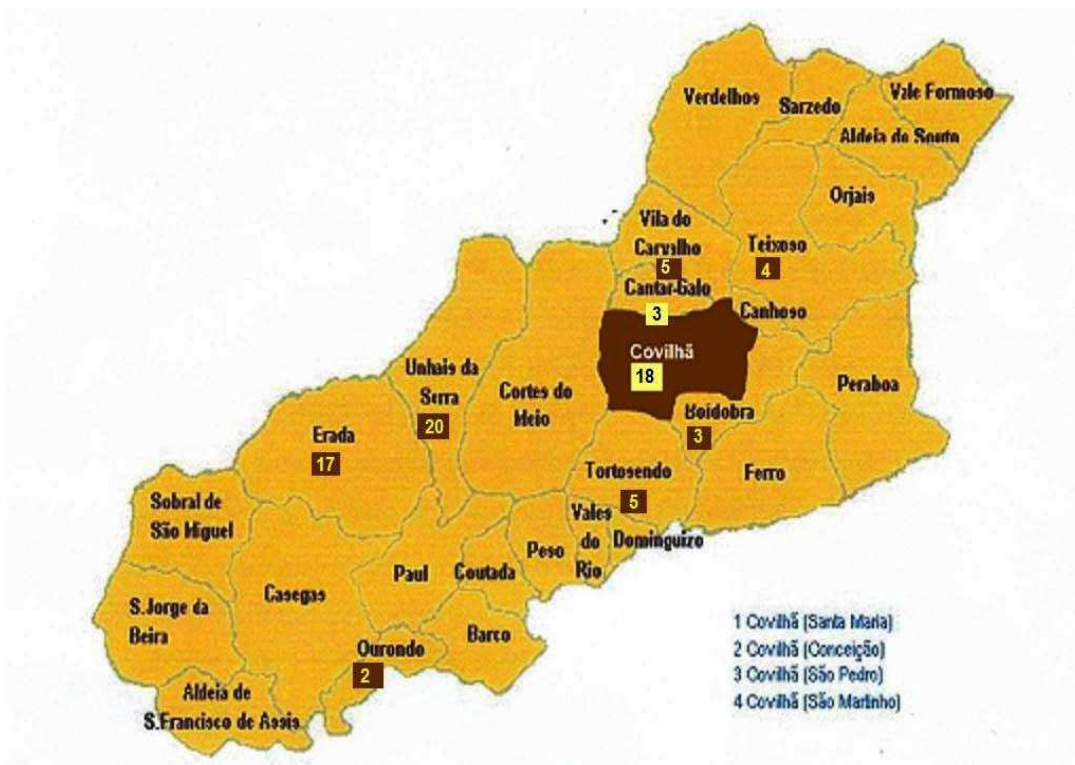 Verdelhos
Sarzedo
Vale Formoso
Aldeia do Souto
Orjais
Vila do
Carvalho
5
Teixoso
4
Cantar-Galo
3
Canhoso
Covilhã
18
Peraboa
Unhais da
Serra
20
Cortes do
Meio
Boidobra
3
Erada
17
Tortosendo
5
Ferro
Sobral de
São Miguel
Vales
do
Rio
Dominguizo
Peso
Paul
Coutada
Casegas
S.Jorge da
Beira
Barco
Ourondo
2
Aldeia de
S.Francisco de Assis
1 Covilhã (Santa Maria)
2 Covilhã (Conceição)
3 Covilhã (São Pedro)
4 Covilhã (São Martinho)